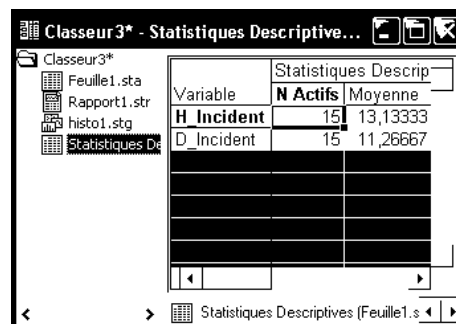 Classeur3* - Statistiques Descriptive...
Classeur3*
Feuille1.sta
Rapport1.str
histo1.stg
Statistiques De
Statistiques Descrip
Variable N Actifs Moyenne
H_Incident 15 13,13333
D_Incident 15 11,26667
Statistiques Descriptives (Feuille1.s